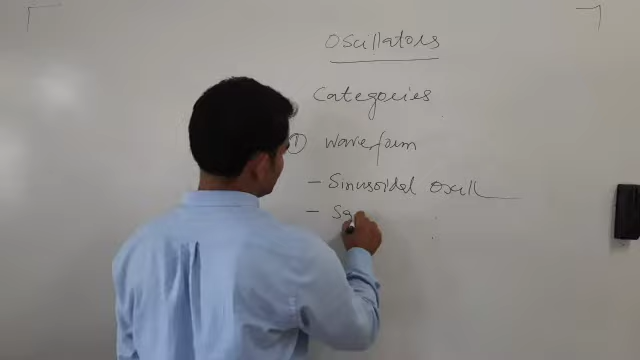 Oscillators
Categories
① Waveform
- Sinusoidal oscill
- Sq